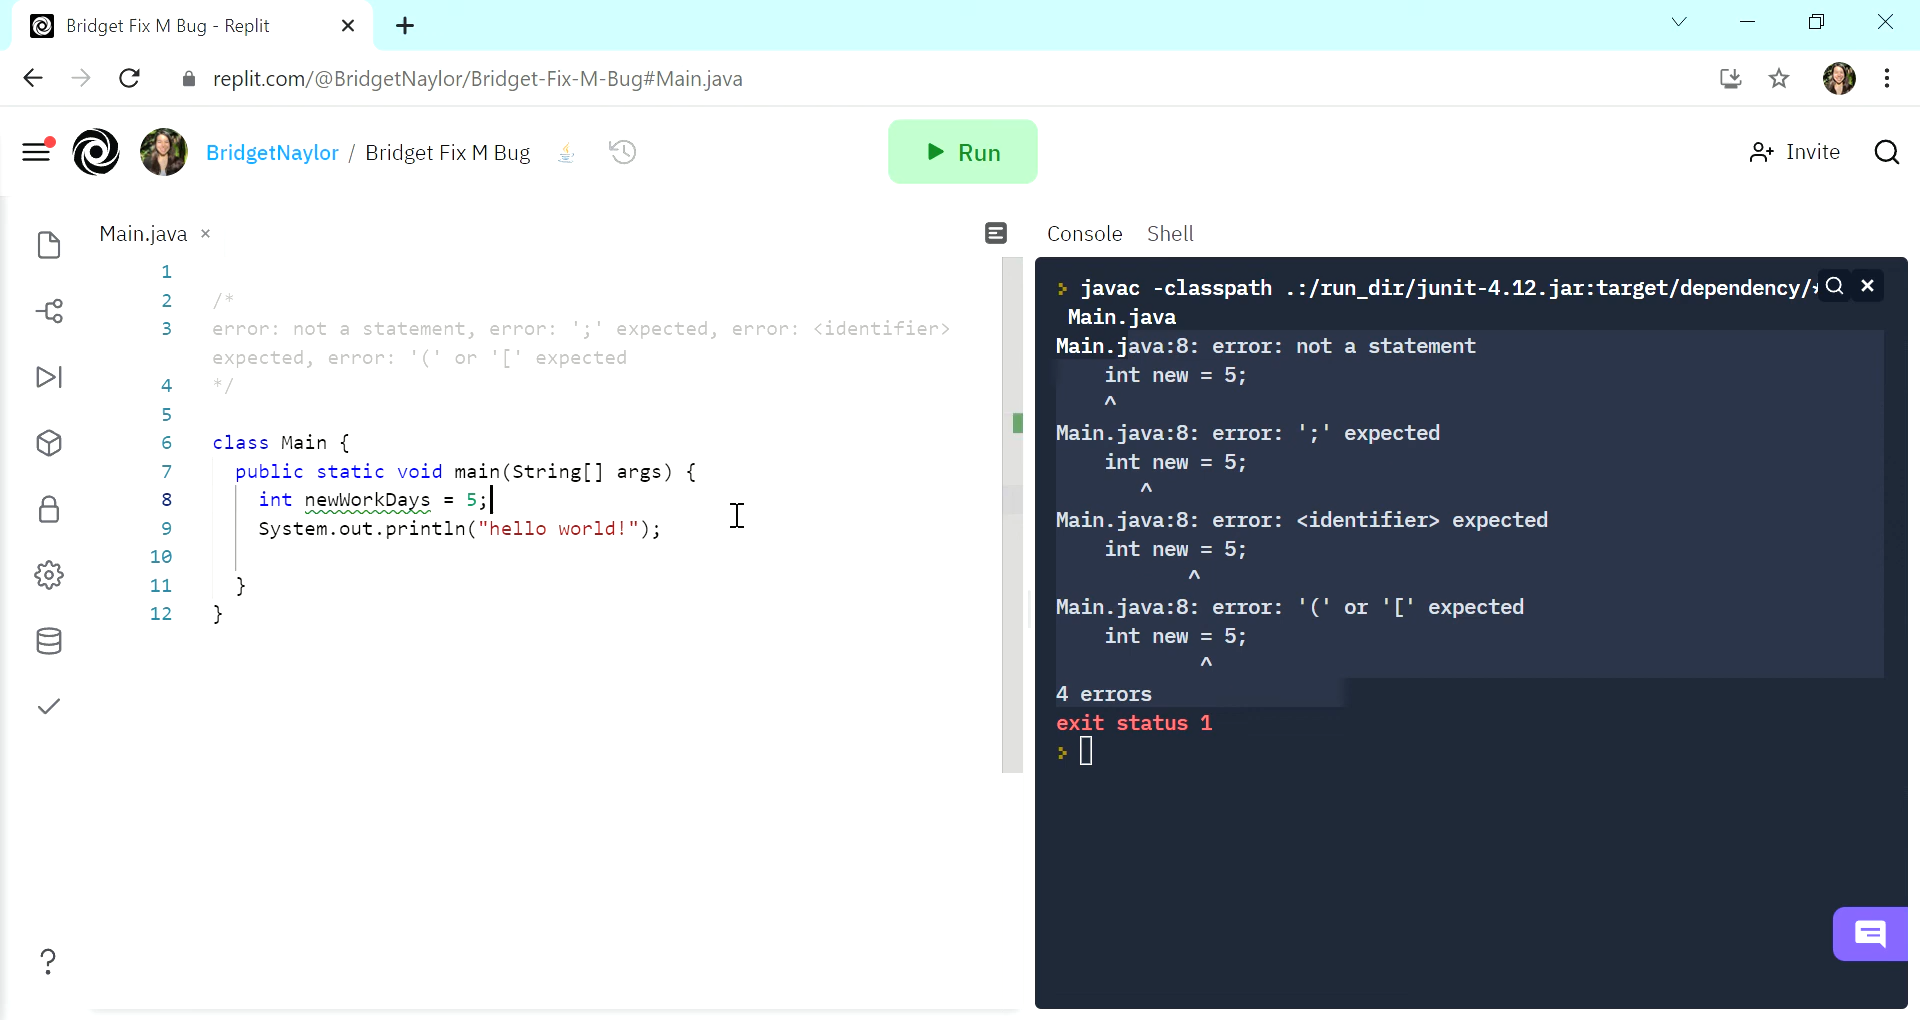 Bridget Fix M Bug - Replit
replit.com/@BridgetNaylor/Bridget-Fix-M-Bug#Main.java
BridgetNaylor / Bridget Fix M Bug
Run
Invite
Main.java
1
2 /*
3 error: not a statement, error: ';' expected, error: <identifier>
expected, error: '(' or '[' expected
4 */
5
6 class Main {
7 public static void main(String[] args) {
8 int newWorkDays = 5;
9 System.out.println("hello world!");
10
11 }
12 }
Console Shell
javac -classpath .:/run_dir/junit-4.12.jar:target/dependency/*
Main.java
Main.java:8: error: not a statement
int new = 5;
^
Main.java:8: error: ';' expected
int new = 5;
^
Main.java:8: error: <identifier> expected
int new = 5;
^
Main.java:8: error: '(' or '[' expected
int new = 5;
^
4 errors
exit status 1